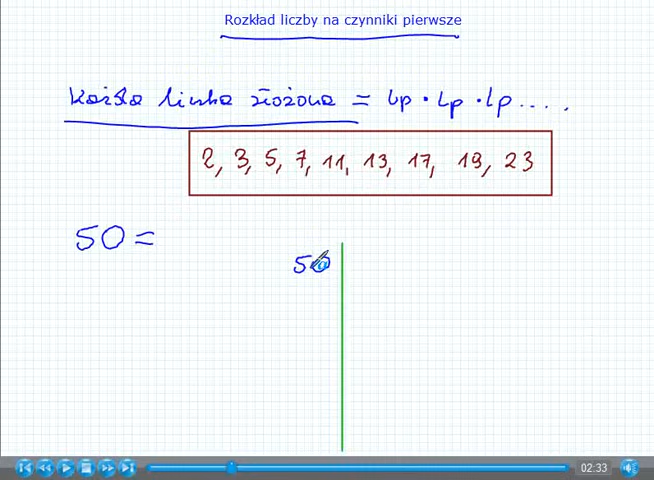 Rozkład liczby na czynniki pierwsze
Każda liczba złożona = Lp · Lp · Lp ....
2, 3, 5, 7, 11, 13, 17, 19, 23
50 =
50
02:33